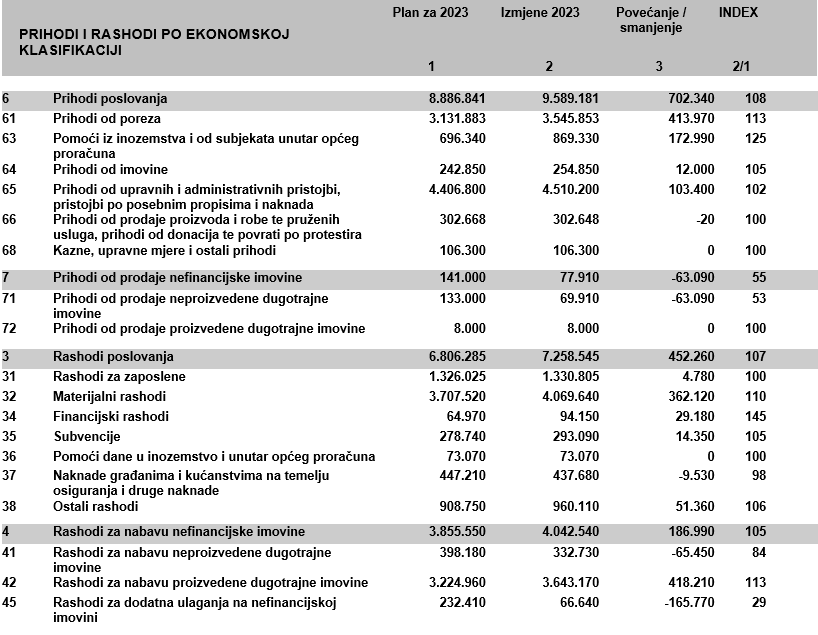 Plan za 2023 Izmjene 2023 Povećanje / INDEX
smanjenje
PRIHODI I RASHODI PO EKONOMSKOJ
KLASIFIKACIJI
1 2 3 2/1
6 Prihodi poslovanja 8.886.841 9.589.181 702.340 108
61 Prihodi od poreza 3.131.883 3.545.853 413.970 113
63 Pomoći iz inozemstva i od subjekata unutar općeg 696.340 869.330 172.990 125
proračuna
64 Prihodi od imovine 242.850 254.850 12.000 105
65 Prihodi od upravnih i administrativnih pristojbi, 4.406.800 4.510.200 103.400 102
pristojbi po posebnim propisima i naknada
66 Prihodi od prodaje proizvoda i robe te pruženih 302.668 302.648 -20 100
usluga, prihodi od donacija te povrati po protestira
68 Kazne, upravne mjere i ostali prihodi 106.300 106.300 0 100
7 Prihodi od prodaje nefinancijske imovine 141.000 77.910 -63.090 55
71 Prihodi od prodaje neproizvedene dugotrajne 133.000 69.910 -63.090 53
imovine
72 Prihodi od prodaje proizvedene dugotrajne imovine 8.000 8.000 0 100
3 Rashodi poslovanja 6.806.285 7.258.545 452.260 107
31 Rashodi za zaposlene 1.326.025 1.330.805 4.780 100
32 Materijalni rashodi 3.707.520 4.069.640 362.120 110
34 Financijski rashodi 64.970 94.150 29.180 145
35 Subvencije 278.740 293.090 14.350 105
36 Pomoći dane u inozemstvo i unutar općeg proračuna 73.070 73.070 0 100
37 Naknade građanima i kućanstvima na temelju 447.210 437.680 -9.530 98
osiguranja i druge naknade
38 Ostali rashodi 908.750 960.110 51.360 106
4 Rashodi za nabavu nefinancijske imovine 3.855.550 4.042.540 186.990 105
41 Rashodi za nabavu neproizvedene dugotrajne 398.180 332.730 -65.450 84
imovine
42 Rashodi za nabavu proizvedene dugotrajne imovine 3.224.960 3.643.170 418.210 113
45 Rashodi za dodatna ulaganja na nefinancijskoj 232.410 66.640 -165.770 29
imovini